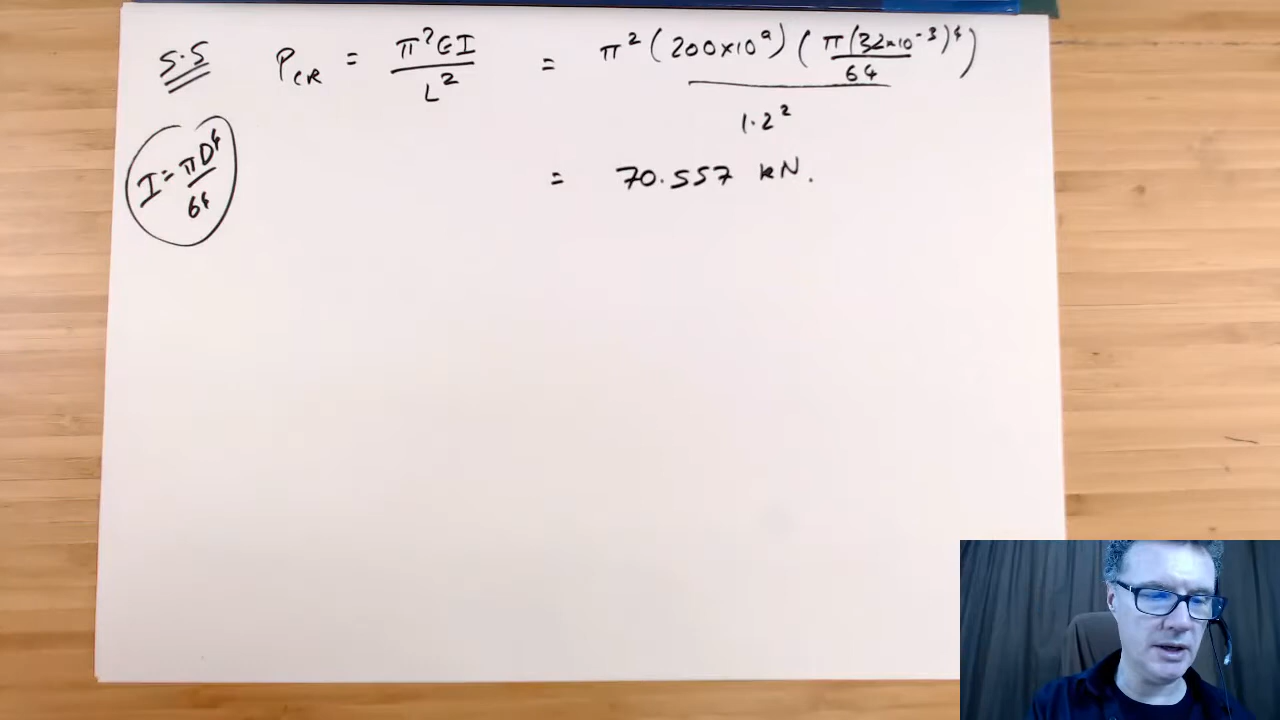 S.S P_CR = π²EI / L² = π² (200×10⁹) (π(32×10⁻³)⁴ / 64) / 1.2²
I = πD⁴ / 64
= 70.557 kN.